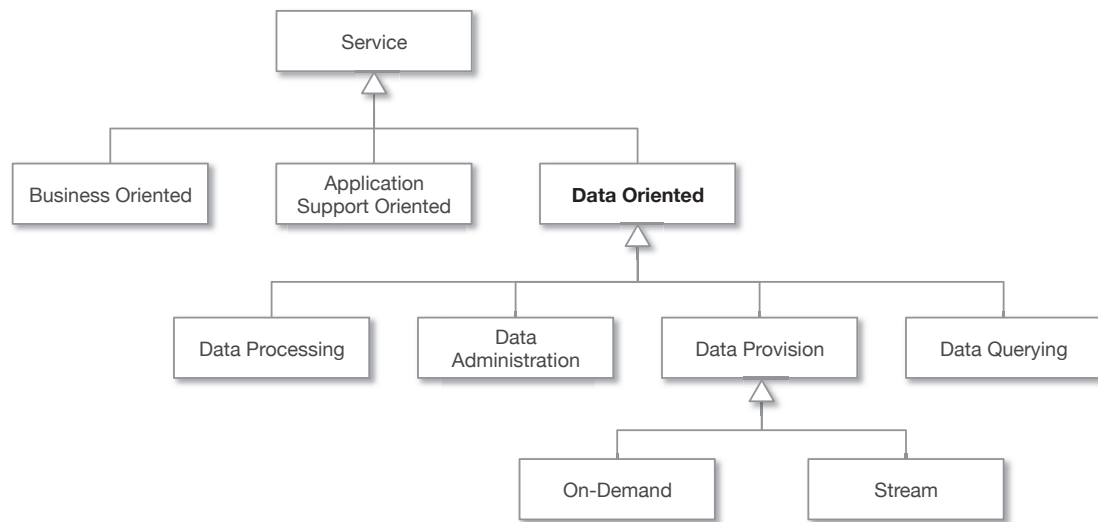 Service
Business Oriented
Application
Support Oriented
Data Oriented
Data Processing
Data
Administration
Data Provision
Data Querying
On-Demand
Stream